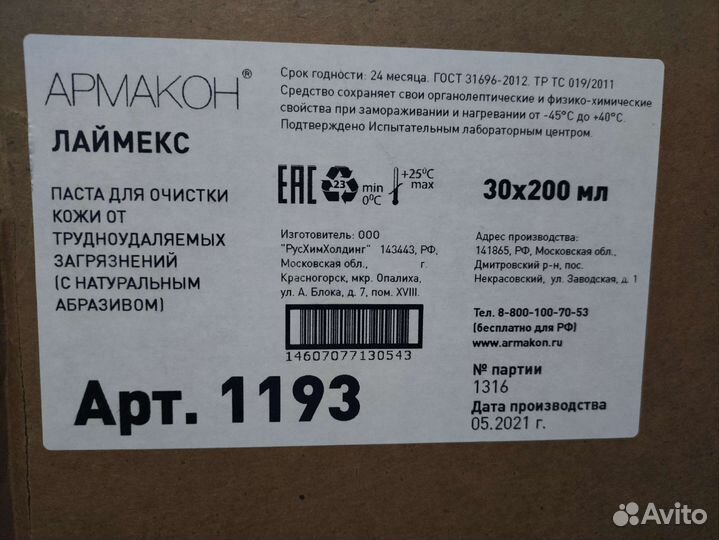 АРМАКОН®
ЛАЙМЕКС
ПАСТА ДЛЯ ОЧИСТКИ
КОЖИ ОТ
ТРУДНОУДАЛЯЕМЫХ
ЗАГРЯЗНЕНИЙ
(С НАТУРАЛЬНЫМ
АБРАЗИВОМ)
Срок годности: 24 месяца. ГОСТ 31696-2012. ТР ТС 019/2011
Средство сохраняет свои органолептические и физико-химические
свойства при замораживании и нагревании от -45°С до +40°С.
Подтверждено Испытательным лабораторным центром.
ЕАС
23
min
0°C
+25°C
max
30х200 мл
Изготовитель: ООО
"РусХимХолдинг" 143443, РФ,
Московская обл., г.
Красногорск, мкр. Опалиха,
ул. А. Блока, д. 7, пом. XVIII.
Адрес производства:
141865, РФ, Московская обл.,
Дмитровский р-н, пос.
Некрасовский, ул. Заводская, д. 1
14607077130543
Тел. 8-800-100-70-53
(бесплатно для РФ)
www.armakon.ru
Арт. 1193
№ партии
1316
Дата производства
05.2021 г.
Avito